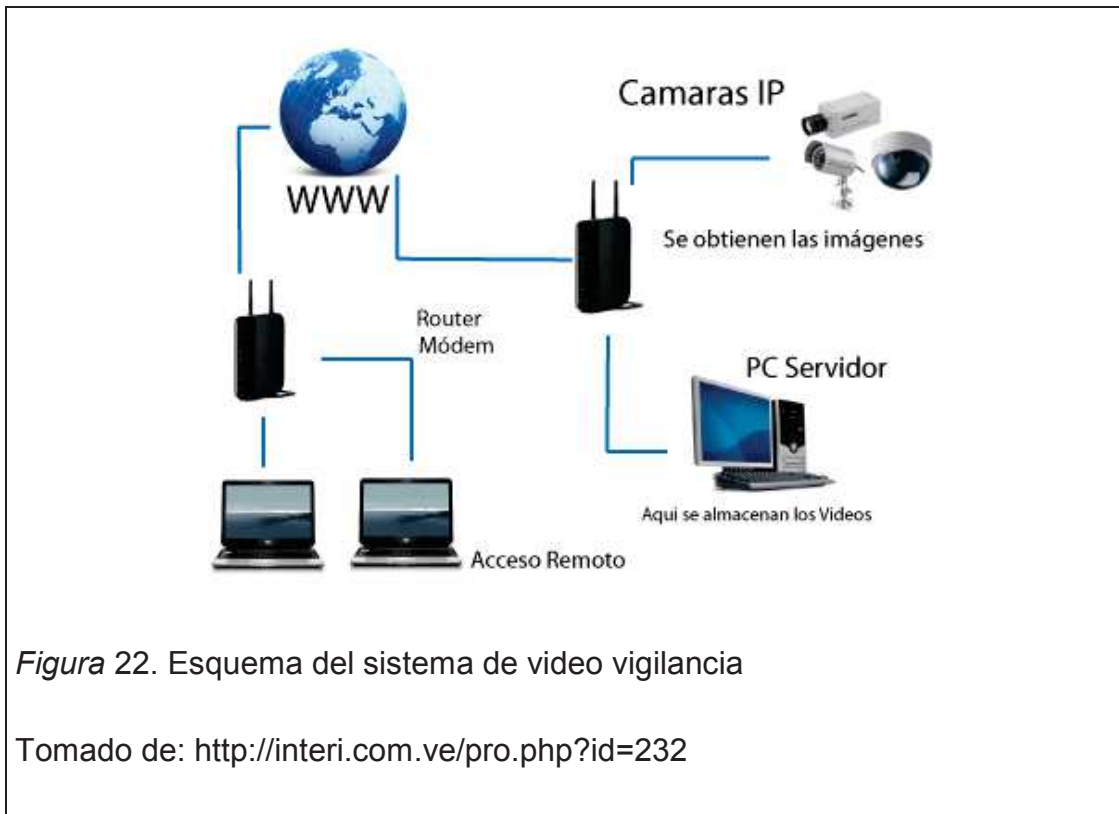 Camaras IP
WWW
Se obtienen las imágenes
Router
Módem
PC Servidor
Aqui se almacenan los Videos
Acceso Remoto
Figura 22. Esquema del sistema de video vigilancia
Tomado de: http://interi.com.ve/pro.php?id=232